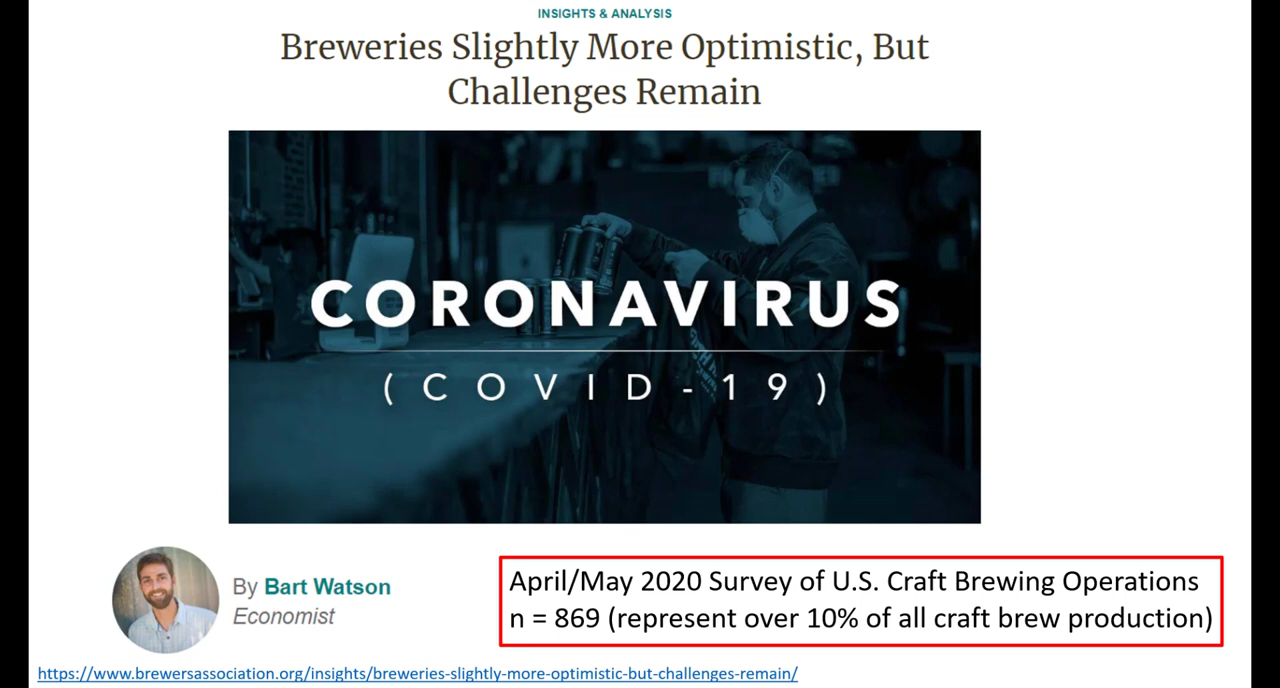 INSIGHTS & ANALYSIS
Breweries Slightly More Optimistic, But
Challenges Remain
CORONAVIRUS
(COVID-19)
By Bart Watson
Economist
April/May 2020 Survey of U.S. Craft Brewing Operations
n = 869 (represent over 10% of all craft brew production)
https://www.brewersassociation.org/insights/breweries-slightly-more-optimistic-but-challenges-remain/